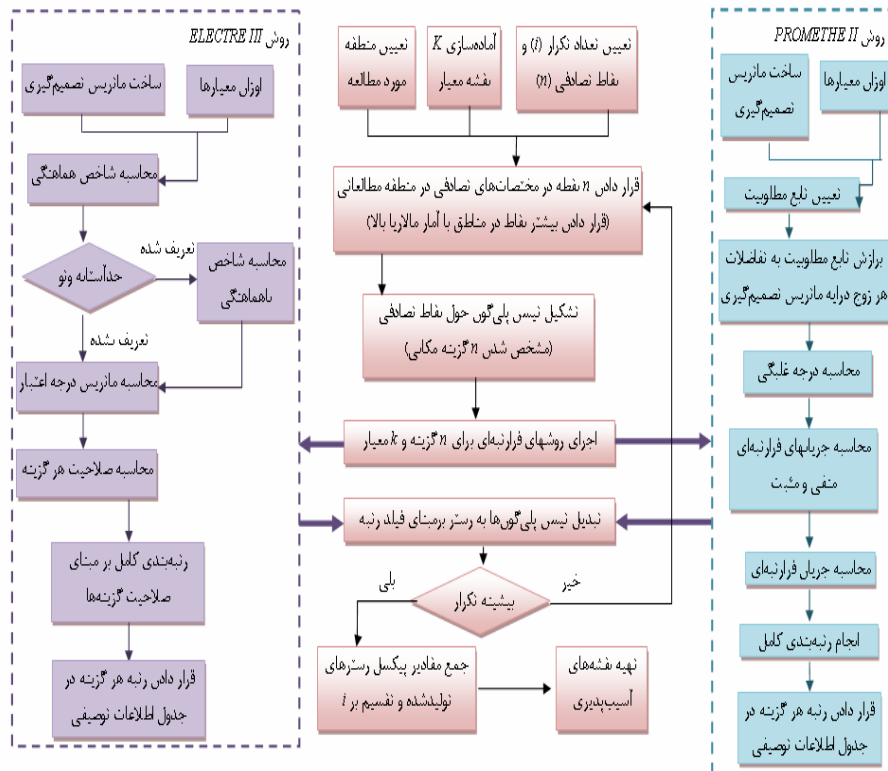 روش ELECTRE III
ساخت ماتریس تصمیم‌گیری
اوزان معیارها
محاسبه شاخص هماهنگی
حدآستانه وتو
تعریف شده
محاسبه شاخص
ناهماهنگی
تعریف نشده
محاسبه ماتریس درجه اعتبار
محاسبه صلاحیت هر گزینه
رتبه‌بندی کامل بر مبنای
صلاحیت گزینه‌ها
قرار دادن رتبه هر گزینه در
جدول اطلاعات توصیفی
تعیین منطقه
مورد مطالعه
آماده‌سازی K
نقشه معیار
تعیین تعداد تکرار (i) و
نقاط تصادفی (n)
قرار دادن n نقطه در مختصات‌های تصادفی در منطقه مطالعاتی
(قرار دادن بیشتر نقاط در مناطق با آمار مالاریا بالا)
تشکیل تیسن پلی‌گون حول نقاط تصادفی
(مشخص شدن n گزینه مکانی)
اجرای روشهای فرارتبه‌ای برای n گزینه و k معیار
تبدیل تیسن پلی‌گون‌ها به رستر برمبنای فیلد رتبه
بیشینه تکرار
بلی
خیر
جمع مقادیر پیکسل رسترهای
تولیدشده و تقسیم بر i
تهیه نقشه‌های
آسیب‌پذیری
روش PROMETHE II
ساخت ماتریس
تصمیم‌گیری
اوزان معیارها
تعیین تابع مطلوبیت
برازش تابع مطلوبیت به تفاضلات
هر زوج درایه ماتریس تصمیم‌گیری
محاسبه درجه غلبگی
محاسبه جریانهای فرارتبه‌ای
منفی و مثبت
محاسبه جریان فرارتبه‌ای
انجام رتبه‌بندی کامل
قرار دادن رتبه هر گزینه در
جدول اطلاعات توصیفی